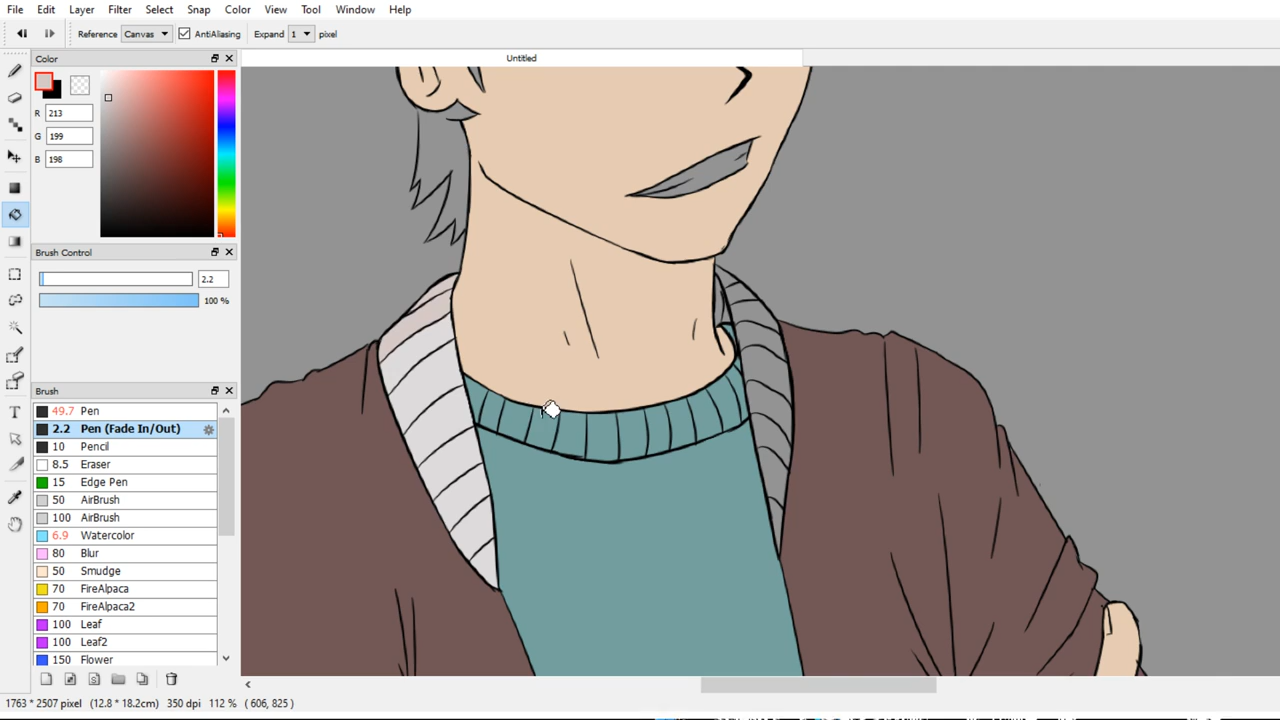 File Edit Layer Filter Select Snap Color View Tool Window Help
Reference Canvas AntiAliasing Expand 1 pixel
Color
Untitled
R 213
G 199
B 198
Brush Control
2.2
100 %
Brush
49.7 Pen
2.2 Pen (Fade In/Out)
10 Pencil
8.5 Eraser
15 Edge Pen
50 AirBrush
100 AirBrush
6.9 Watercolor
80 Blur
50 Smudge
70 FireAlpaca
70 FireAlpaca2
100 Leaf
100 Leaf2
150 Flower
1763 * 2507 pixel (12.8 * 18.2cm) 350 dpi 112 % ( 606, 825 )